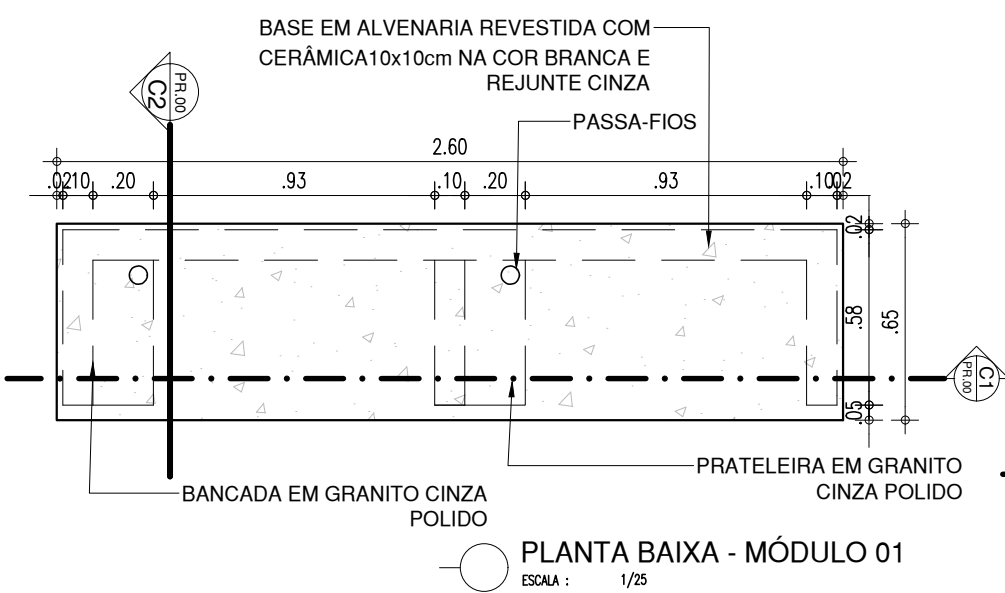 BASE EM ALVENARIA REVESTIDA COM
CERÂMICA10x10cm NA COR BRANCA E
REJUNTE CINZA
PR.00
C2
PASSA-FIOS
2.60
.02
.10
.20
.93
.10
.20
.93
.10
.02
.02
.58
.65
.05
C1
PR.00
PRATELEIRA EM GRANITO
CINZA POLIDO
BANCADA EM GRANITO CINZA
POLIDO
PLANTA BAIXA - MÓDULO 01
ESCALA : 1/25